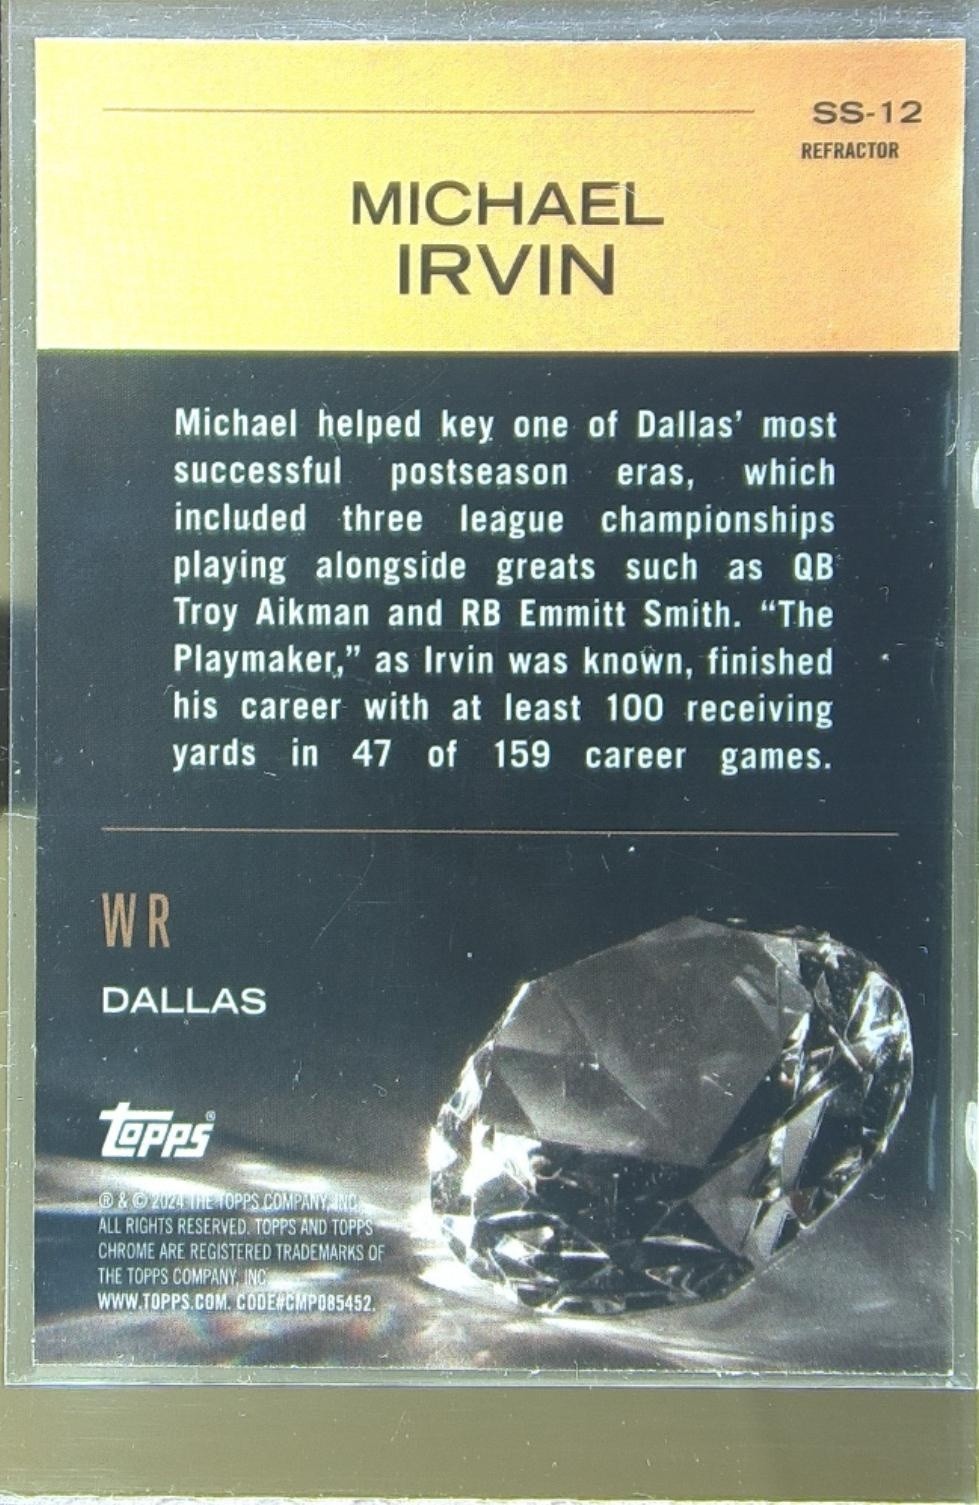 SS-12
REFRACTOR
MICHAEL
IRVIN
Michael helped key one of Dallas’ most
successful postseason eras, which
included three league championships
playing alongside greats such as QB
Troy Aikman and RB Emmitt Smith. “The
Playmaker,” as Irvin was known, finished
his career with at least 100 receiving
yards in 47 of 159 career games.
WR
DALLAS
Topps®
® & © 2024 THE TOPPS COMPANY, INC.
ALL RIGHTS RESERVED. TOPPS AND TOPPS
CHROME ARE REGISTERED TRADEMARKS OF
THE TOPPS COMPANY, INC.
WWW.TOPPS.COM. CODE#CMP085452.